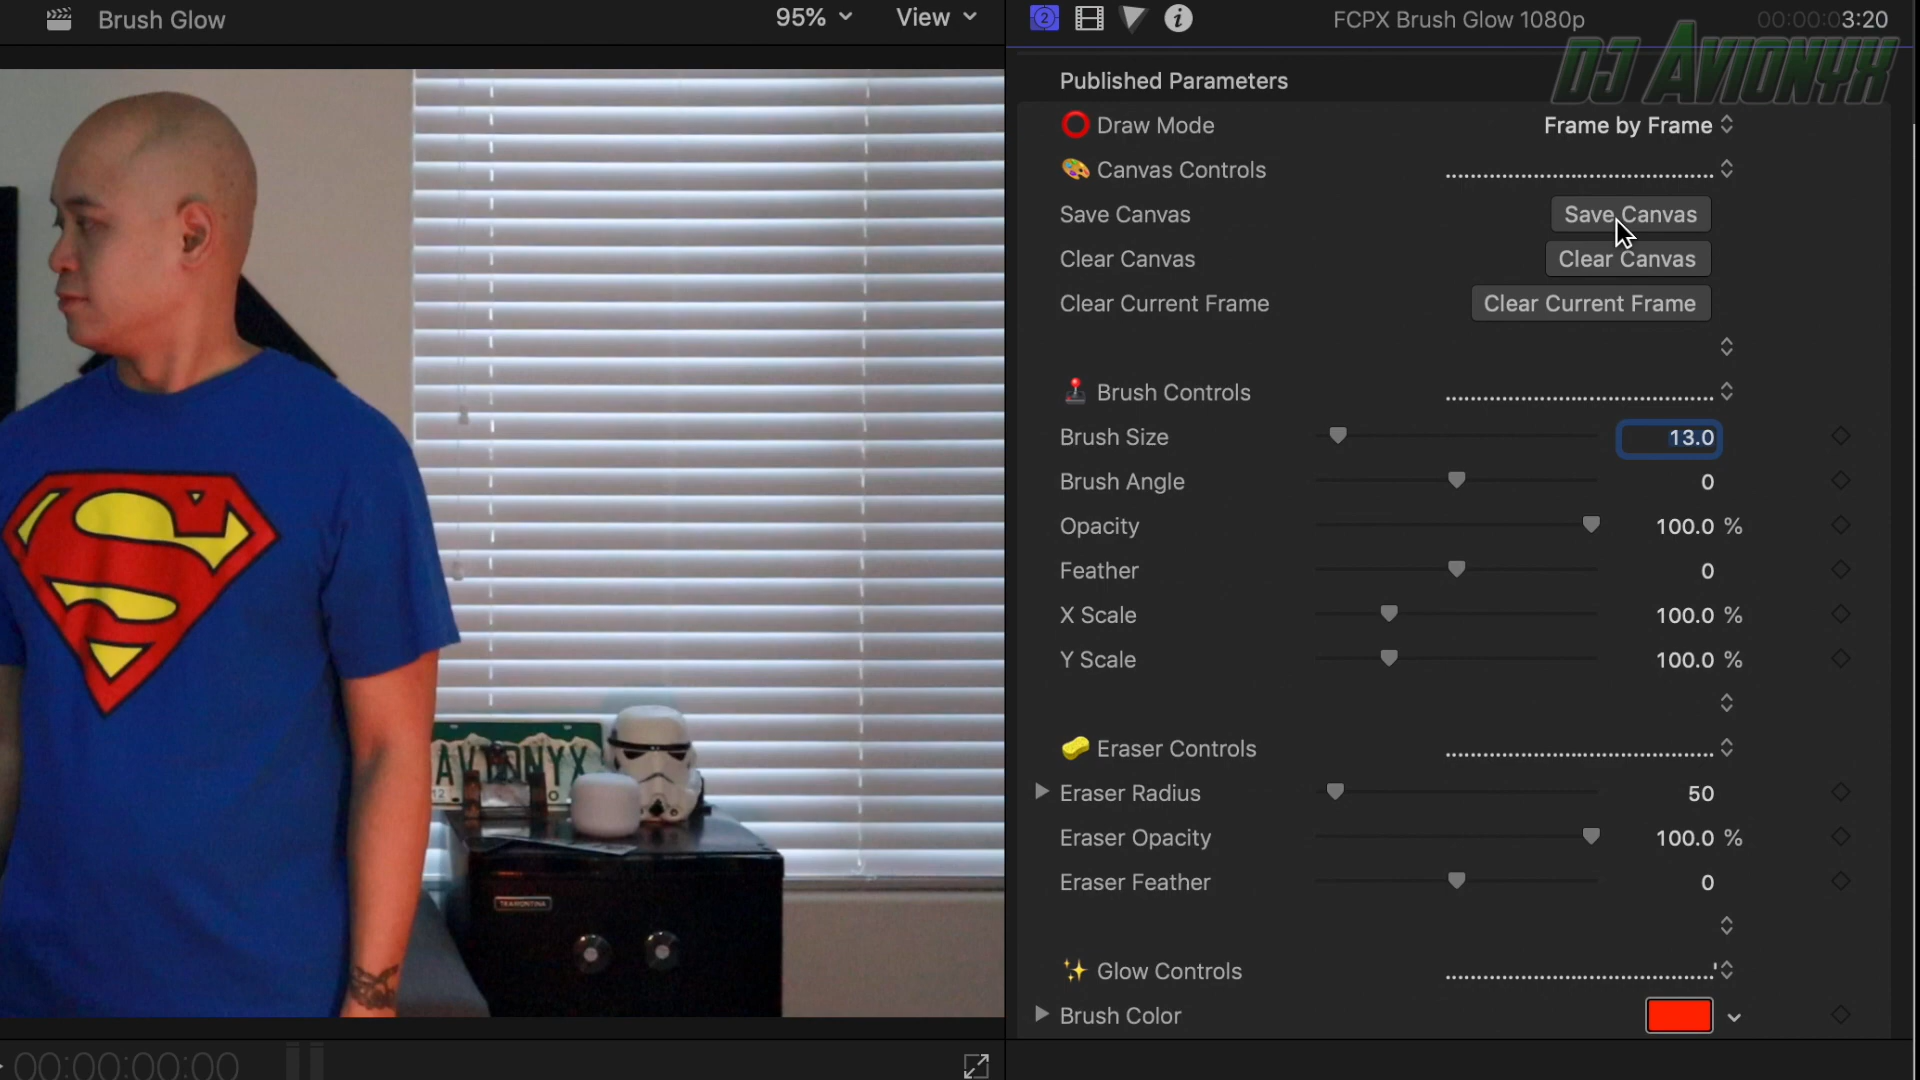 Brush Glow
95%
View
2
FCPX Brush Glow 1080p
00:00:03:20
DJ AVIONYX
Published Parameters
Draw Mode
Frame by Frame
Canvas Controls
Save Canvas
Save Canvas
Clear Canvas
Clear Canvas
Clear Current Frame
Clear Current Frame
Brush Controls
Brush Size
13.0
Brush Angle
0
Opacity
100.0 %
Feather
0
X Scale
100.0 %
Y Scale
100.0 %
Eraser Controls
Eraser Radius
50
Eraser Opacity
100.0 %
Eraser Feather
0
Glow Controls
Brush Color
AVIONYX
12
TRAMONTINA
00:00:00:00